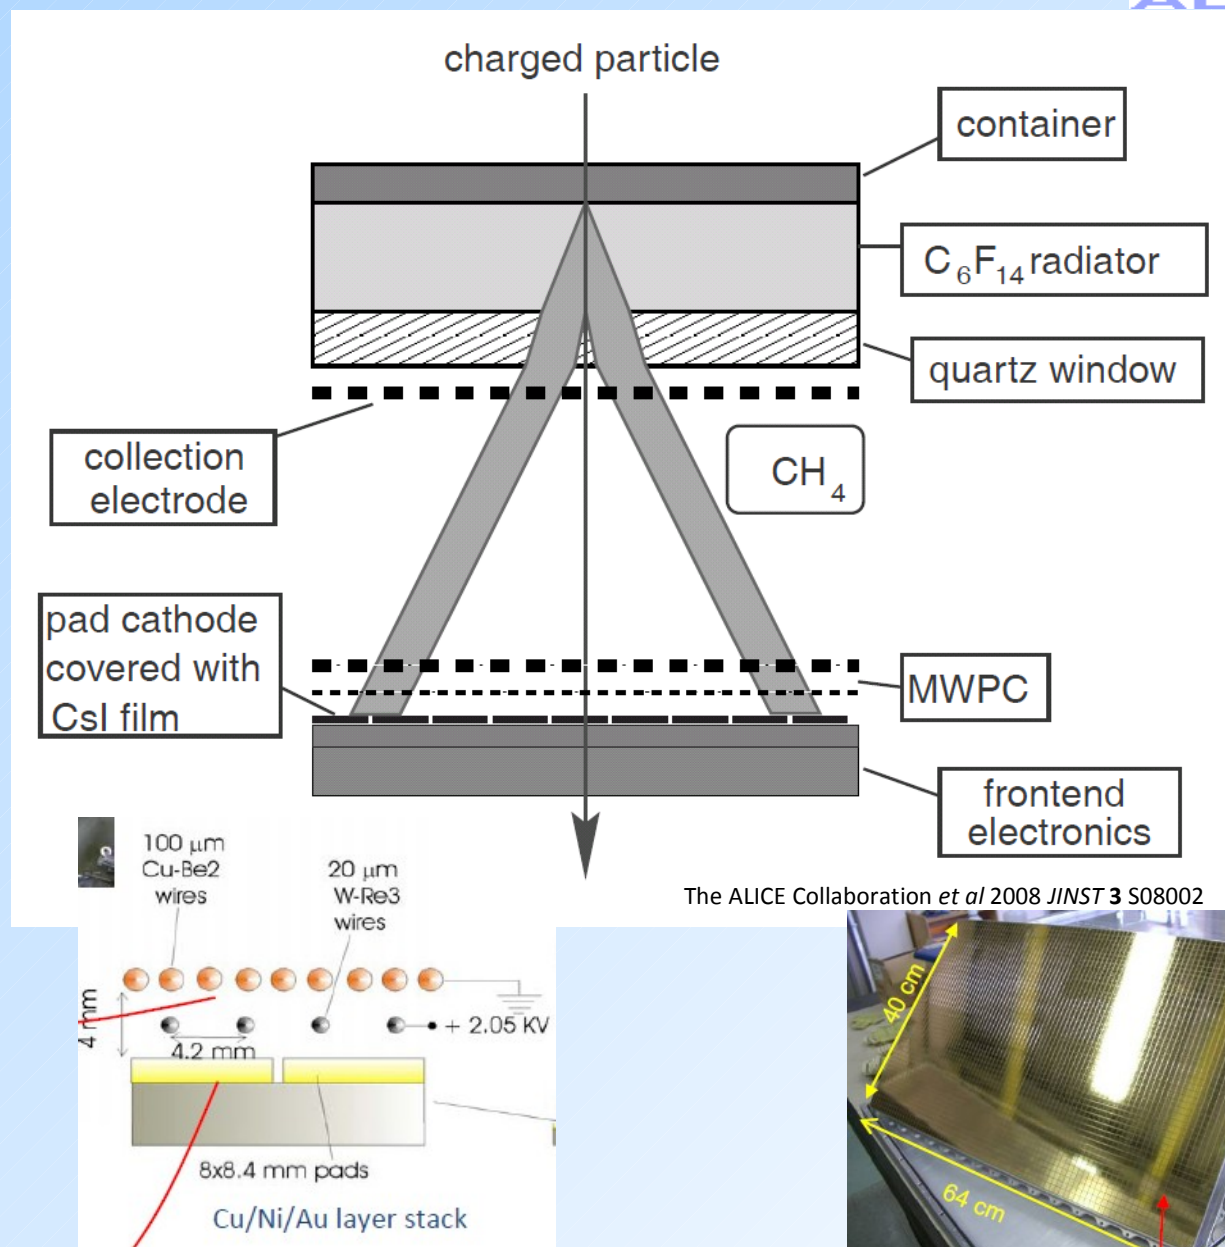 charged particle
container
C6F14 radiator
quartz window
collection
electrode
CH4
pad cathode
covered with
CsI film
MWPC
frontend
electronics
The ALICE Collaboration et al 2008 JINST 3 S08002
100 µm
Cu-Be2
wires
20 µm
W-Re3
wires
4 mm
4.2 mm
+ 2.05 KV
8x8.4 mm pads
Cu/Ni/Au layer stack
40 cm
64 cm